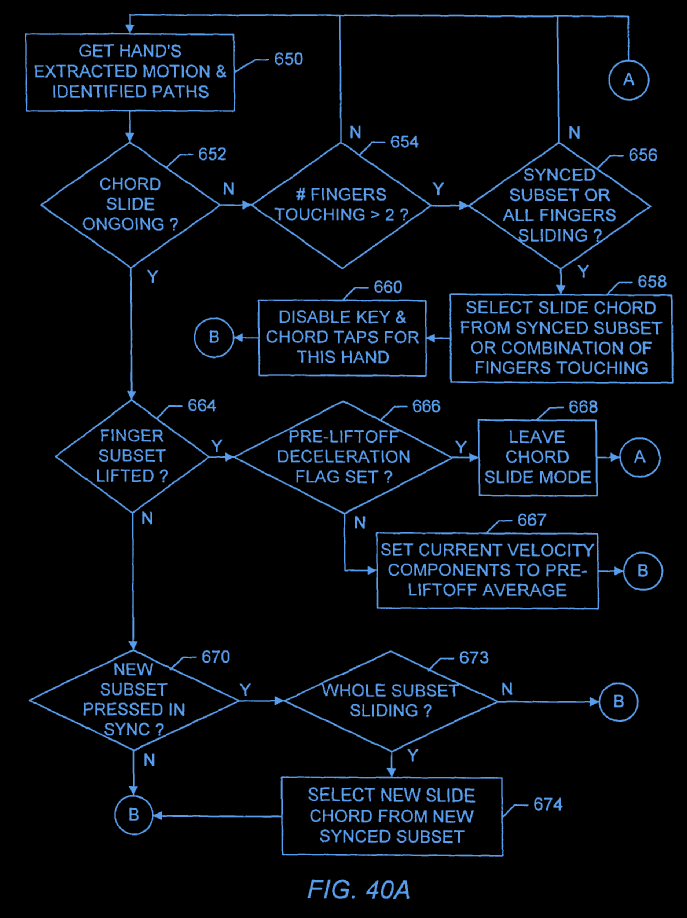 GET HAND'S
EXTRACTED MOTION &
IDENTIFIED PATHS
650
A
652
CHORD
SLIDE
ONGOING ?
N
Y
654
# FINGERS
TOUCHING > 2 ?
N
Y
656
SYNCED
SUBSET OR
ALL FINGERS
SLIDING ?
N
Y
658
SELECT SLIDE CHORD
FROM SYNCED SUBSET
OR COMBINATION OF
FINGERS TOUCHING
660
DISABLE KEY &
CHORD TAPS FOR
THIS HAND
B
664
FINGER
SUBSET
LIFTED ?
Y
N
666
PRE-LIFTOFF
DECELERATION
FLAG SET ?
Y
N
668
LEAVE
CHORD
SLIDE MODE
A
667
SET CURRENT VELOCITY
COMPONENTS TO PRE-
LIFTOFF AVERAGE
B
670
NEW
SUBSET
PRESSED IN
SYNC ?
Y
N
673
WHOLE SUBSET
SLIDING ?
N
Y
B
674
SELECT NEW SLIDE
CHORD FROM NEW
SYNCED SUBSET
B
FIG. 40A